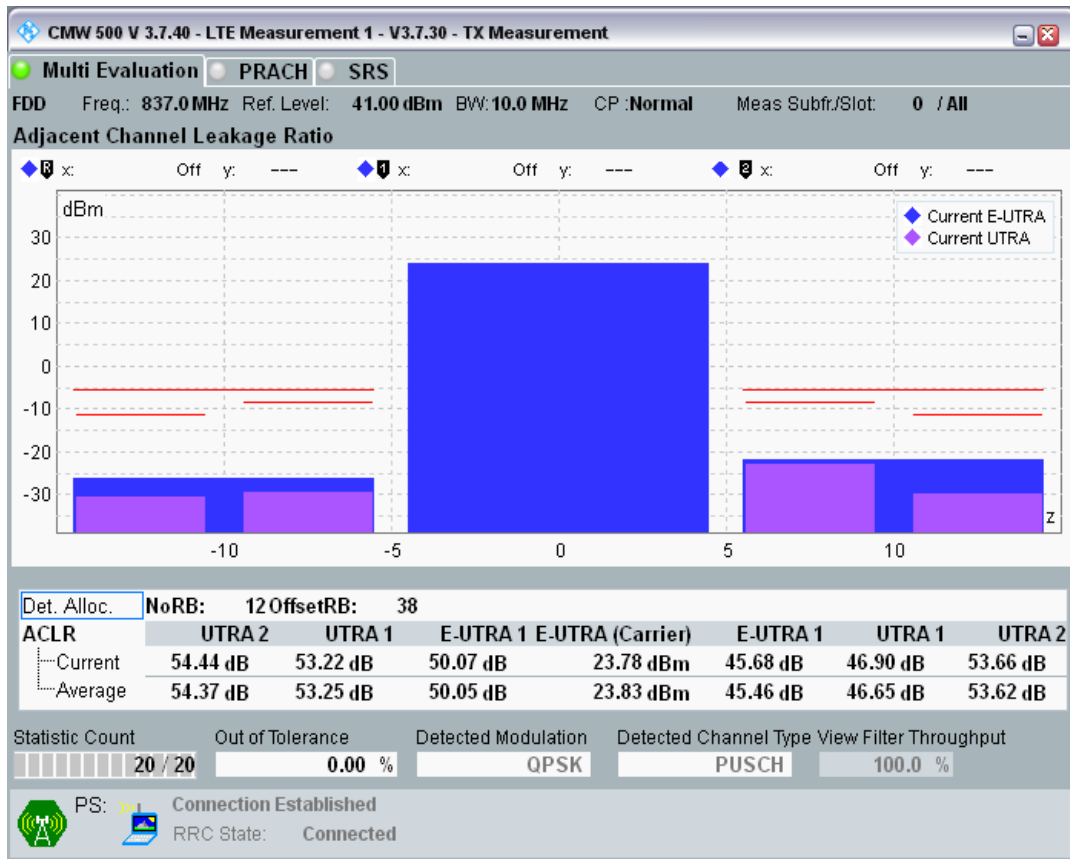 CMW 500 V 3.7.40 - LTE Measurement 1 - V3.7.30 - TX Measurement
Multi Evaluation PRACH SRS
FDD Freq.: 837.0 MHz Ref. Level: 41.00 dBm BW: 10.0 MHz CP :Normal Meas Subfr./Slot: 0 / All
Adjacent Channel Leakage Ratio
R x: Off y: --- 1 x: Off y: --- 2 x: Off y: ---
dBm
Current E-UTRA
Current UTRA
30
20
10
0
-10
-20
-30
z
-10 -5 0 5 10
Det. Alloc. NoRB: 12 OffsetRB: 38
ACLR UTRA 2 UTRA 1 E-UTRA 1 E-UTRA (Carrier) E-UTRA 1 UTRA 1 UTRA 2
Current 54.44 dB 53.22 dB 50.07 dB 23.78 dBm 45.68 dB 46.90 dB 53.66 dB
Average 54.37 dB 53.25 dB 50.05 dB 23.83 dBm 45.46 dB 46.65 dB 53.62 dB
Statistic Count Out of Tolerance Detected Modulation Detected Channel Type View Filter Throughput
20 / 20 0.00 % QPSK PUSCH 100.0 %
PS: Connection Established
RRC State: Connected